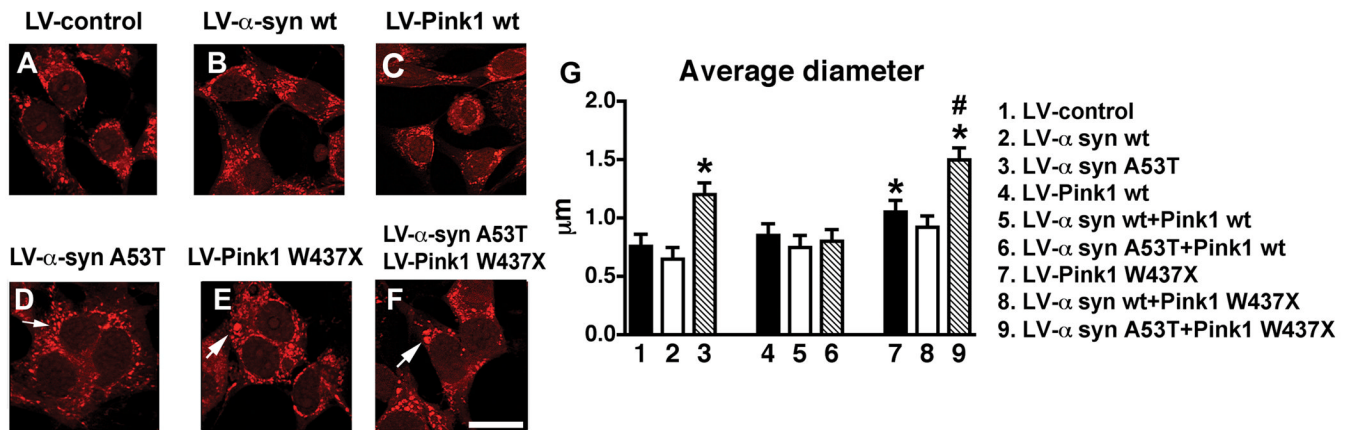 LV-control
LV-α-syn wt
LV-Pink1 wt
A
B
C
LV-α-syn A53T
LV-Pink1 W437X
LV-α-syn A53T
LV-Pink1 W437X
D
E
F
G
Average diameter
μm
2.0
1.5
1.0
0.5
0.0
*
*
#
*
1 2 3 4 5 6 7 8 9
1. LV-control
2. LV-α syn wt
3. LV-α syn A53T
4. LV-Pink1 wt
5. LV-α syn wt+Pink1 wt
6. LV-α syn A53T+Pink1 wt
7. LV-Pink1 W437X
8. LV-α syn wt+Pink1 W437X
9. LV-α syn A53T+Pink1 W437X